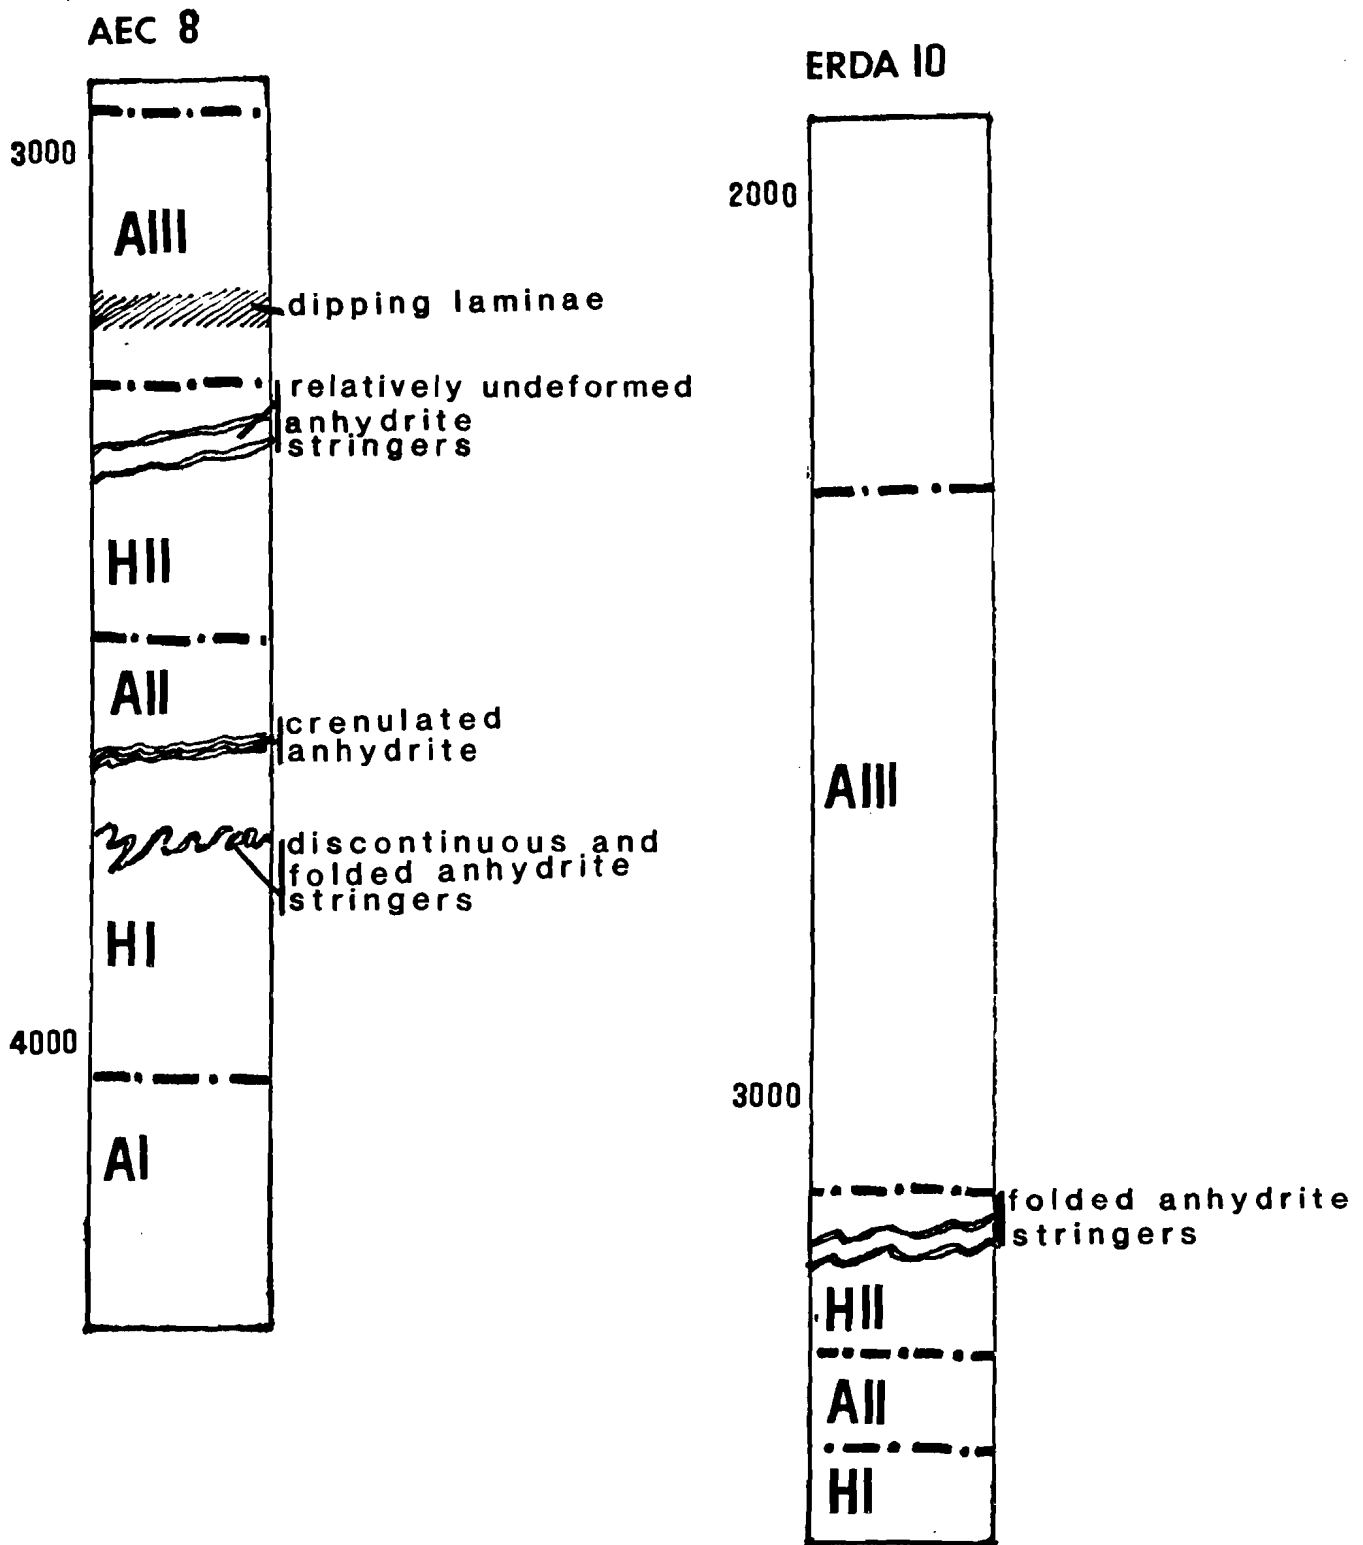 AEC 8
3000
AIII
dipping laminae
relatively undeformed
anhydrite
stringers
HII
AII
crenulated
anhydrite
discontinuous and
folded anhydrite
stringers
HI
4000
AI
ERDA 10
2000
AIII
3000
folded anhydrite
stringers
HII
AII
HI